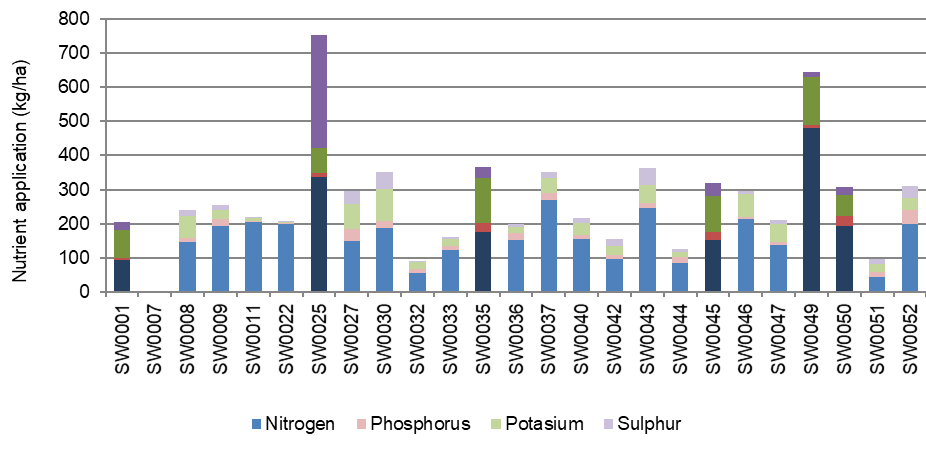 Nutrient application (kg/ha)
800
700
600
500
400
300
200
100
0
SW0001
SW0007
SW0008
SW0009
SW0011
SW0022
SW0025
SW0027
SW0030
SW0032
SW0033
SW0035
SW0036
SW0037
SW0040
SW0042
SW0043
SW0044
SW0045
SW0046
SW0047
SW0049
SW0050
SW0051
SW0052
Nitrogen Phosphorus Potasium Sulphur